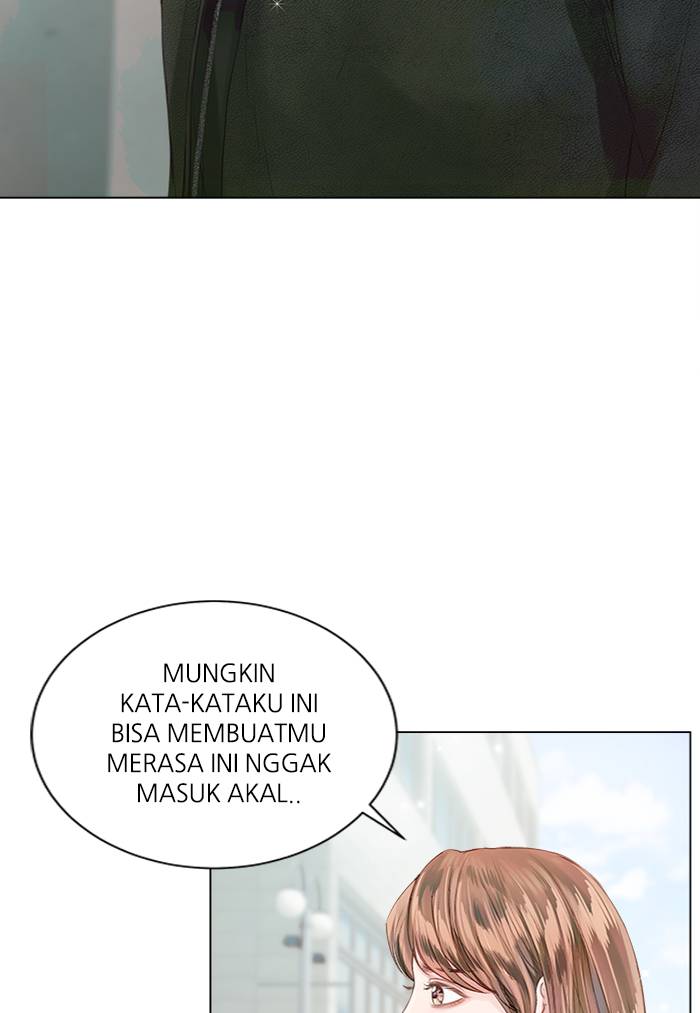 MUNGKIN
KATA-KATAKU INI
BISA MEMBUATMU
MERASA INI NGGAK
MASUK AKAL..